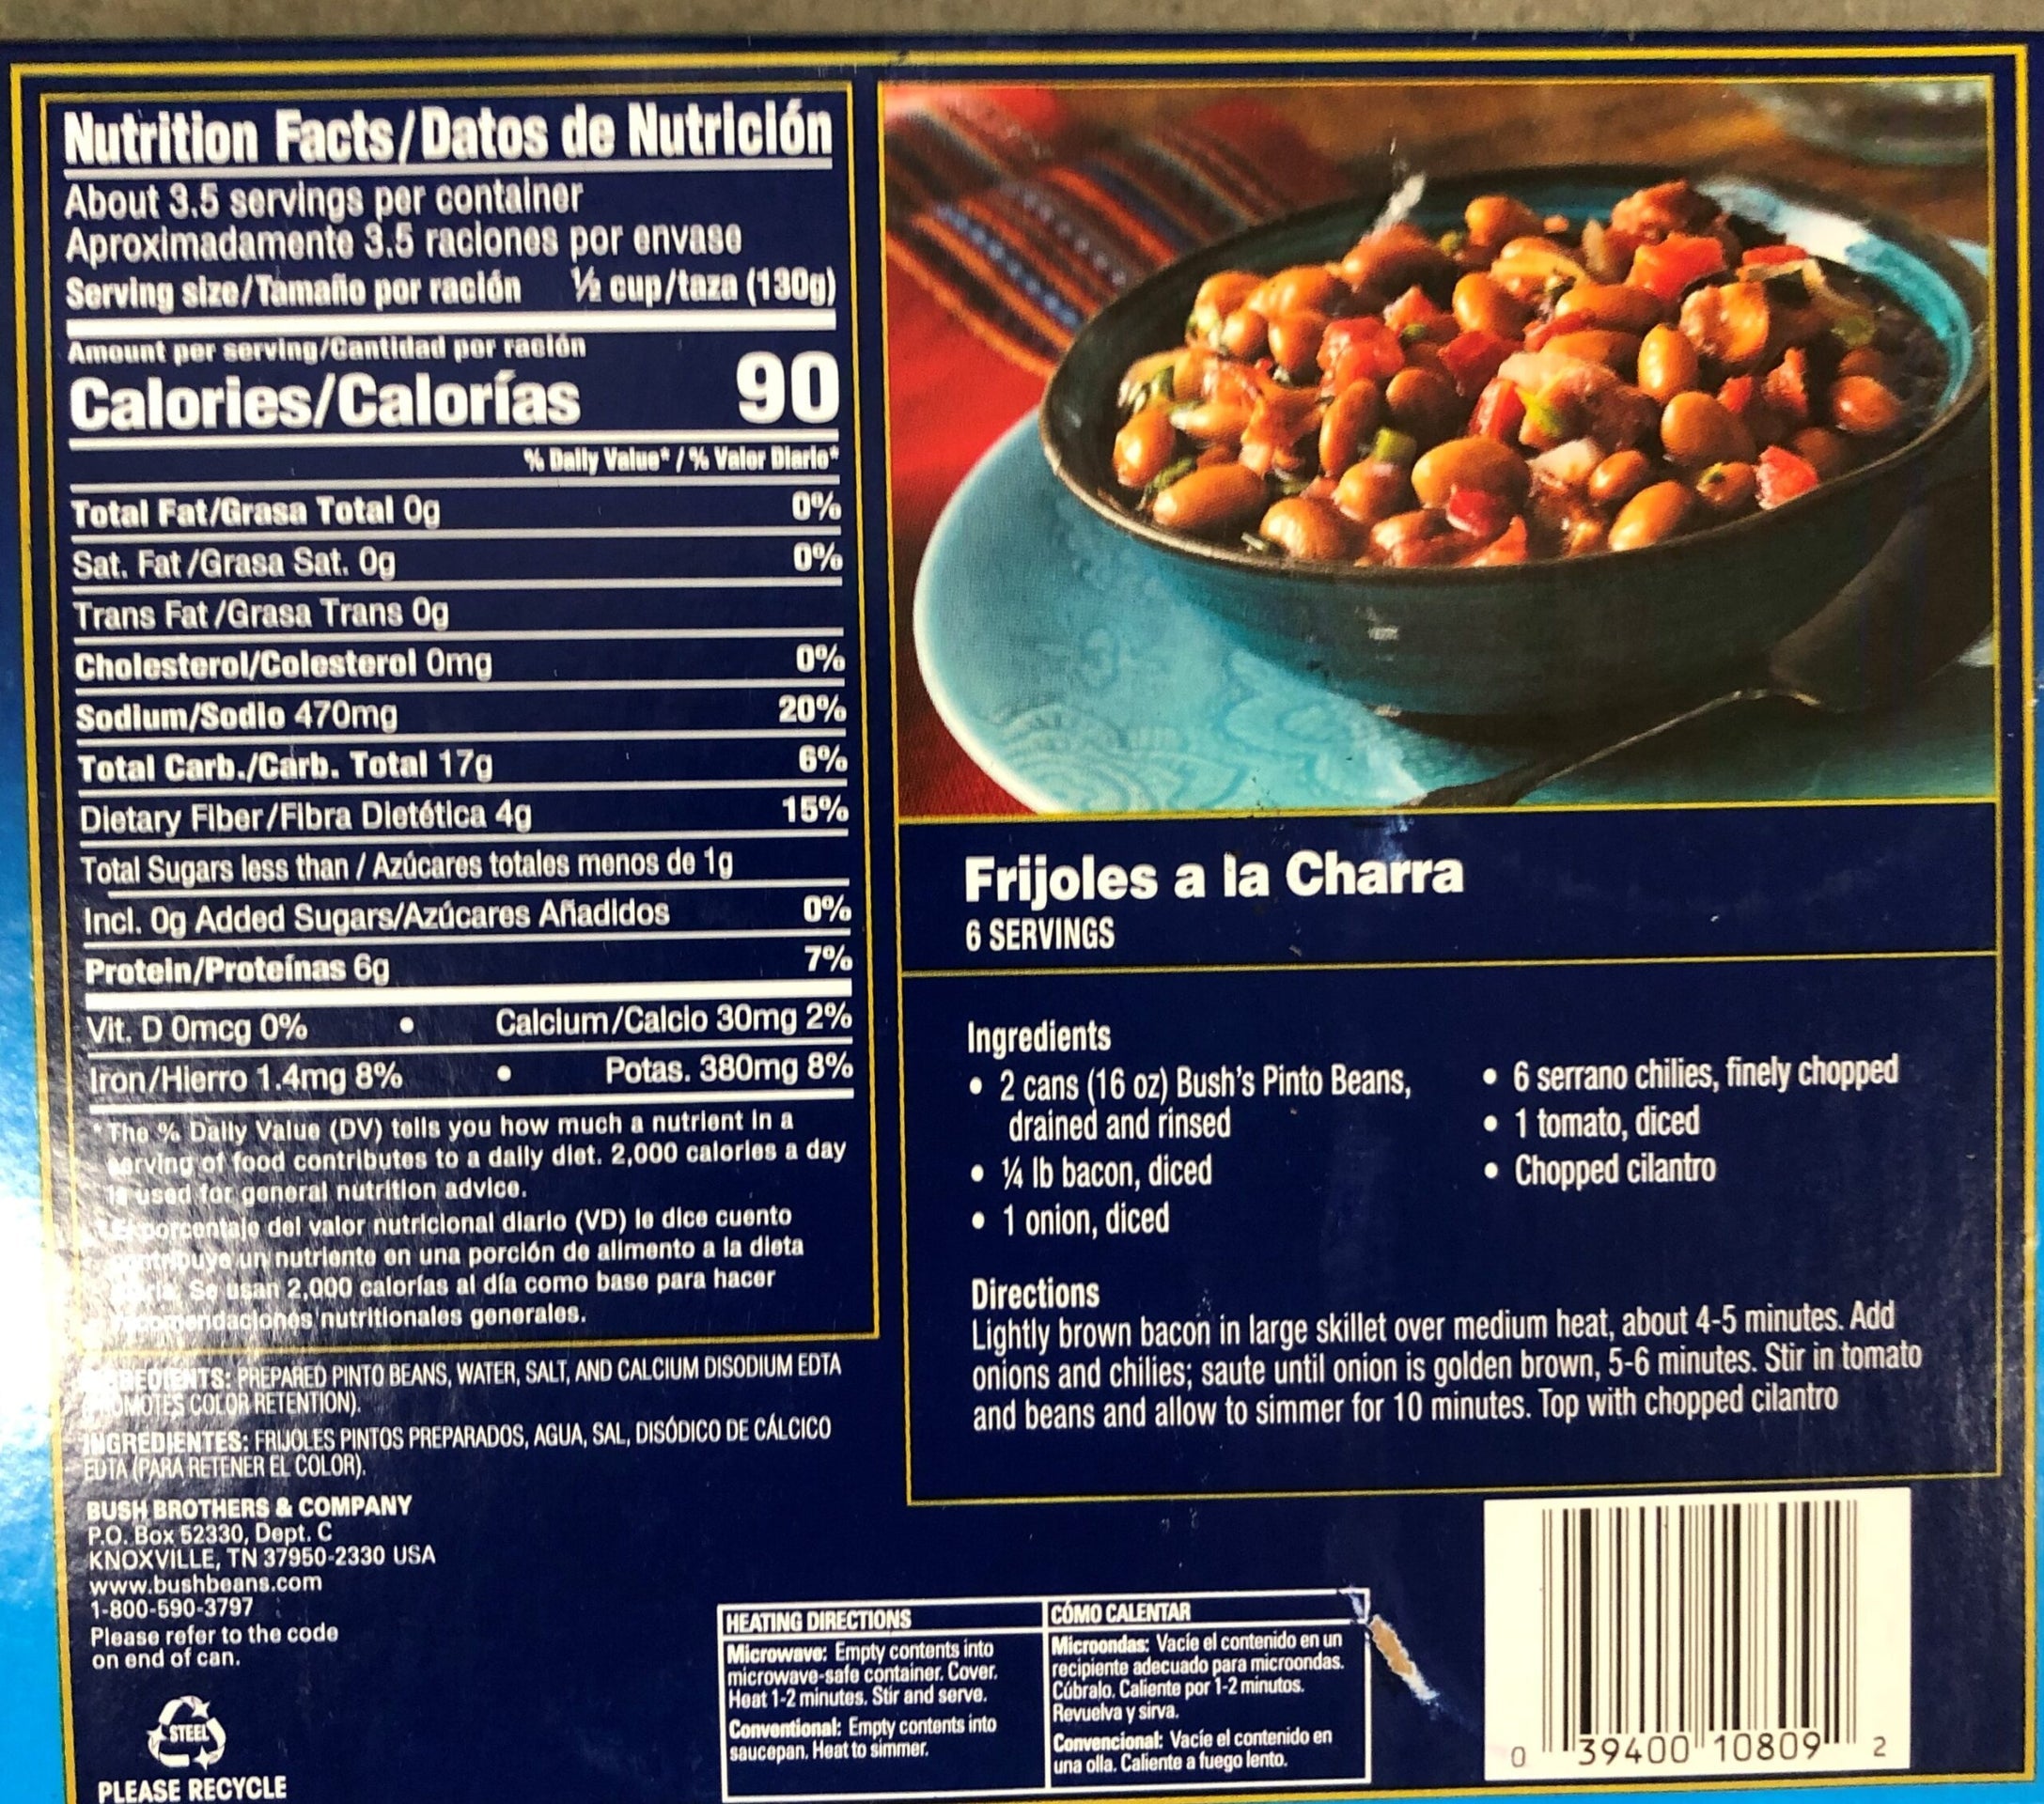 Nutrition Facts/Datos de Nutrición
About 3.5 servings per container
Aproximadamente 3.5 raciones por envase
Serving size/Tamaño por ración ½ cup/taza (130g)
Amount per serving/Cantidad por ración
Calories/Calorías 90
% Daily Value* / % Valor Diario*
Total Fat/Grasa Total 0g 0%
Sat. Fat/Grasa Sat. 0g 0%
Trans Fat/Grasa Trans 0g
Cholesterol/Colesterol 0mg 0%
Sodium/Sodio 470mg 20%
Total Carb./Carb. Total 17g 6%
Dietary Fiber/Fibra Dietética 4g 15%
Total Sugars less than / Azúcares totales menos de 1g
Incl. 0g Added Sugars/Azúcares Añadidos 0%
Protein/Proteínas 6g 7%
Vit. D 0mcg 0% • Calcium/Calcio 30mg 2%
Iron/Hierro 1.4mg 8% • Potas. 380mg 8%
*The % Daily Value (DV) tells you how much a nutrient in a
serving of food contributes to a daily diet. 2,000 calories a day
is used for general nutrition advice.
porcentaje del valor nutricional diario (VD) le dice cuento
un nutriente en una porción de alimento a la dieta
Se usan 2,000 calorías al día como base para hacer
nutritionales generales.
INGREDIENTS: PREPARED PINTO BEANS, WATER, SALT, AND CALCIUM DISODIUM EDTA
(PROMOTES COLOR RETENTION).
INGREDIENTES: FRIJOLES PINTOS PREPARADOS, AGUA, SAL, DISÓDICO DE CÁLCICO
EDTA (PARA RETENER EL COLOR).
BUSH BROTHERS & COMPANY
P.O. Box 52330, Dept. C
KNOXVILLE, TN 37950-2330 USA
www.bushbeans.com
1-800-590-3797
Please refer to the code
on end of can.
STEEL
PLEASE RECYCLE
Frijoles a la Charra
6 SERVINGS
Ingredients
• 2 cans (16 oz) Bush's Pinto Beans,
drained and rinsed
• ¼ lb bacon, diced
• 1 onion, diced
• 6 serrano chilies, finely chopped
• 1 tomato, diced
• Chopped cilantro
Directions
Lightly brown bacon in large skillet over medium heat, about 4-5 minutes. Add
onions and chilies; saute until onion is golden brown, 5-6 minutes. Stir in tomato
and beans and allow to simmer for 10 minutes. Top with chopped cilantro
HEATING DIRECTIONS
Microwave: Empty contents into
microwave-safe container. Cover.
Heat 1-2 minutes. Stir and serve.
Conventional: Empty contents into
saucepan. Heat to simmer.
CÓMO CALENTAR
Microondas: Vacíe el contenido en un
recipiente adecuado para microondas.
Cúbralo. Caliente por 1-2 minutos.
Revuelva y sirva.
Convencional: Vacíe el contenido en
una olla. Caliente a fuego lento.
0 39400 10809 2